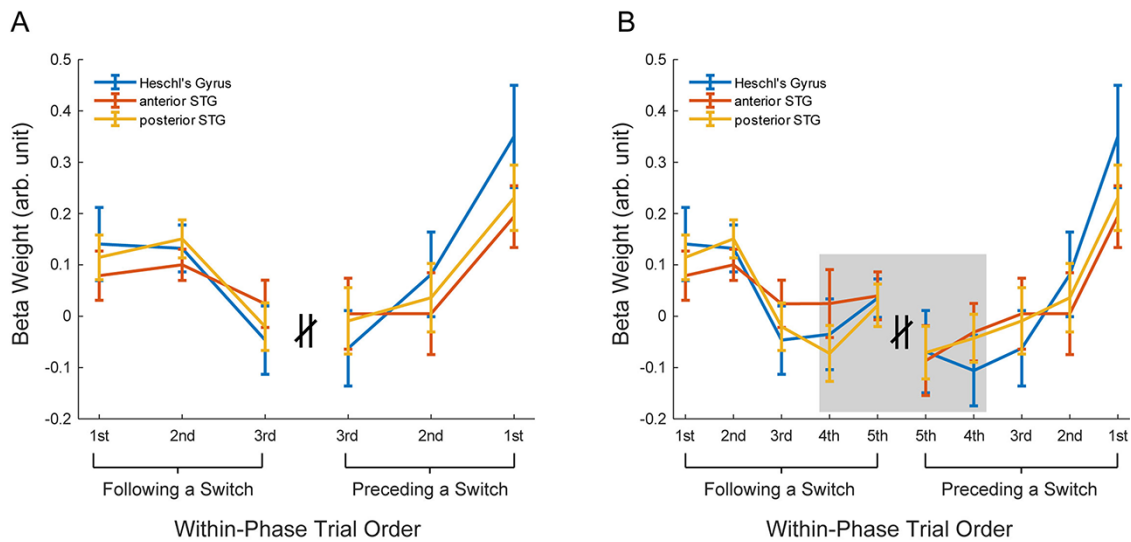 A
Beta Weight (arb. unit)
0.5
0.4
0.3
0.2
0.1
0
-0.1
-0.2
Heschl's Gyrus
anterior STG
posterior STG
1st 2nd 3rd 3rd 2nd 1st
Following a Switch Preceding a Switch
Within-Phase Trial Order
B
Beta Weight (arb. unit)
0.5
0.4
0.3
0.2
0.1
0
-0.1
-0.2
Heschl's Gyrus
anterior STG
posterior STG
1st 2nd 3rd 4th 5th 5th 4th 3rd 2nd 1st
Following a Switch Preceding a Switch
Within-Phase Trial Order